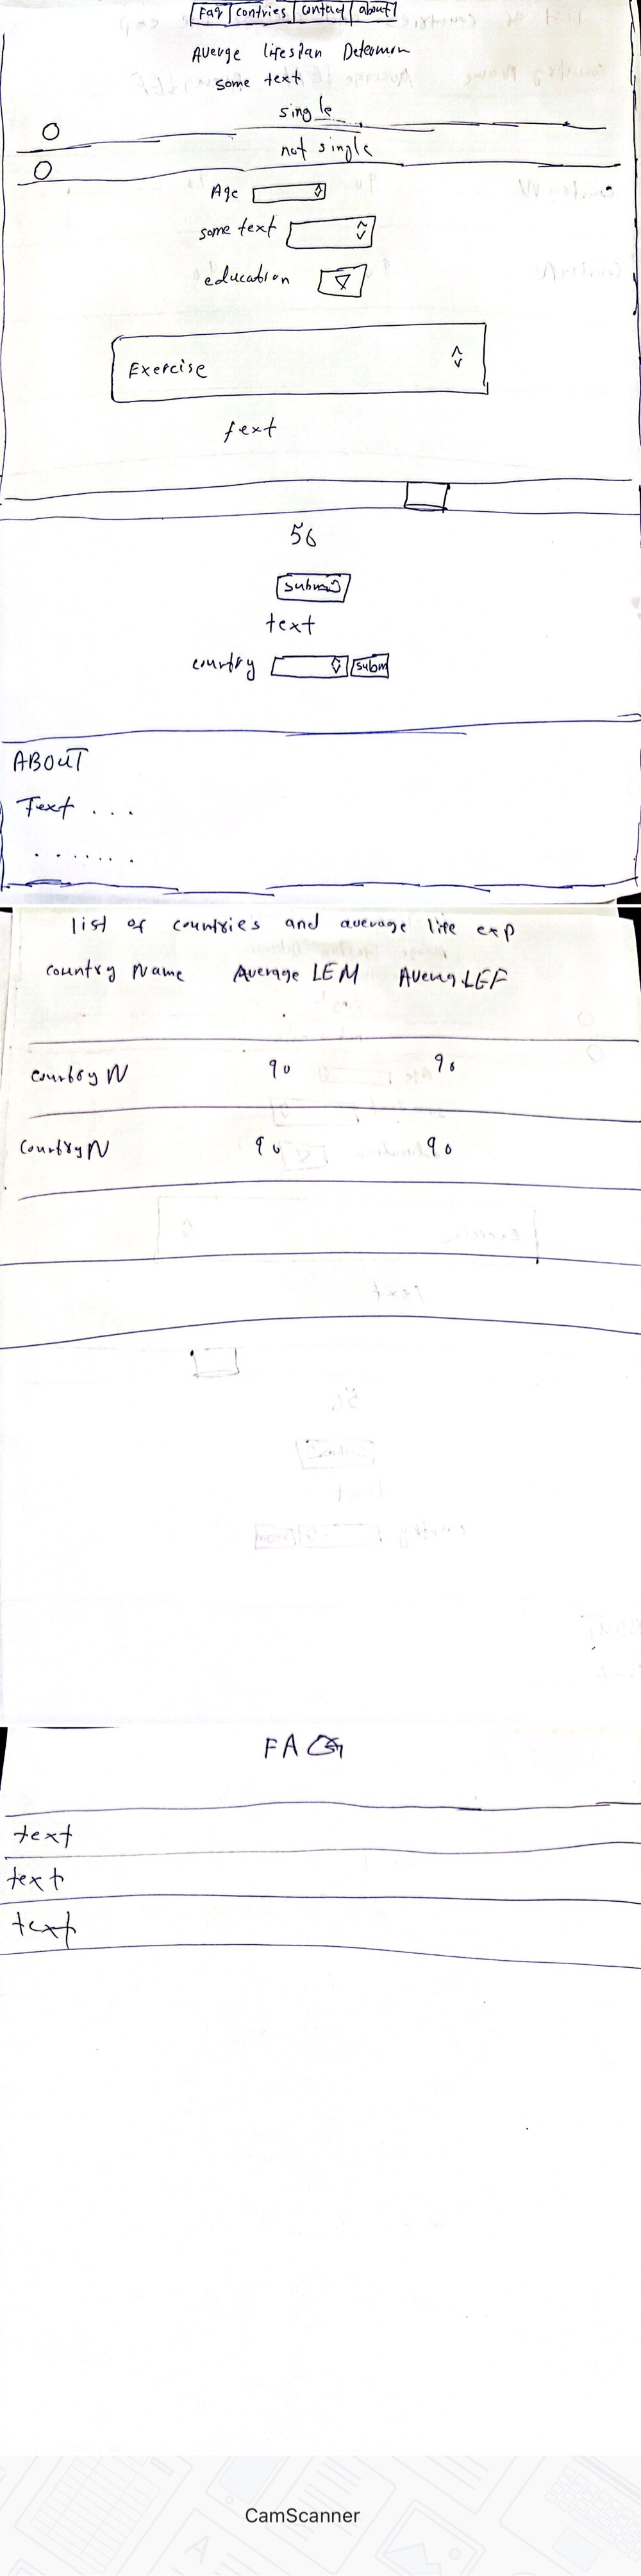 Faq contries contact about
Averge lifespan Determin
some text
single
not single
Age
some text
education
Exercise
text
56
submit
text
country subm
ABOUT
Text ...
.......
list of countries and average life exp
country Name Average LEM Averag LEF
country N 90 90
Country N 90 90
FAQ
text
text
text
CamScanner